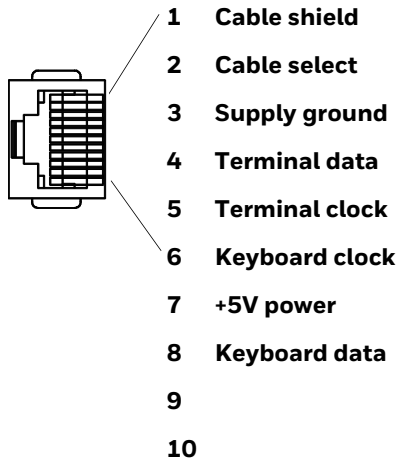 1 Cable shield
2 Cable select
3 Supply ground
4 Terminal data
5 Terminal clock
6 Keyboard clock
7 +5V power
8 Keyboard data
9
10